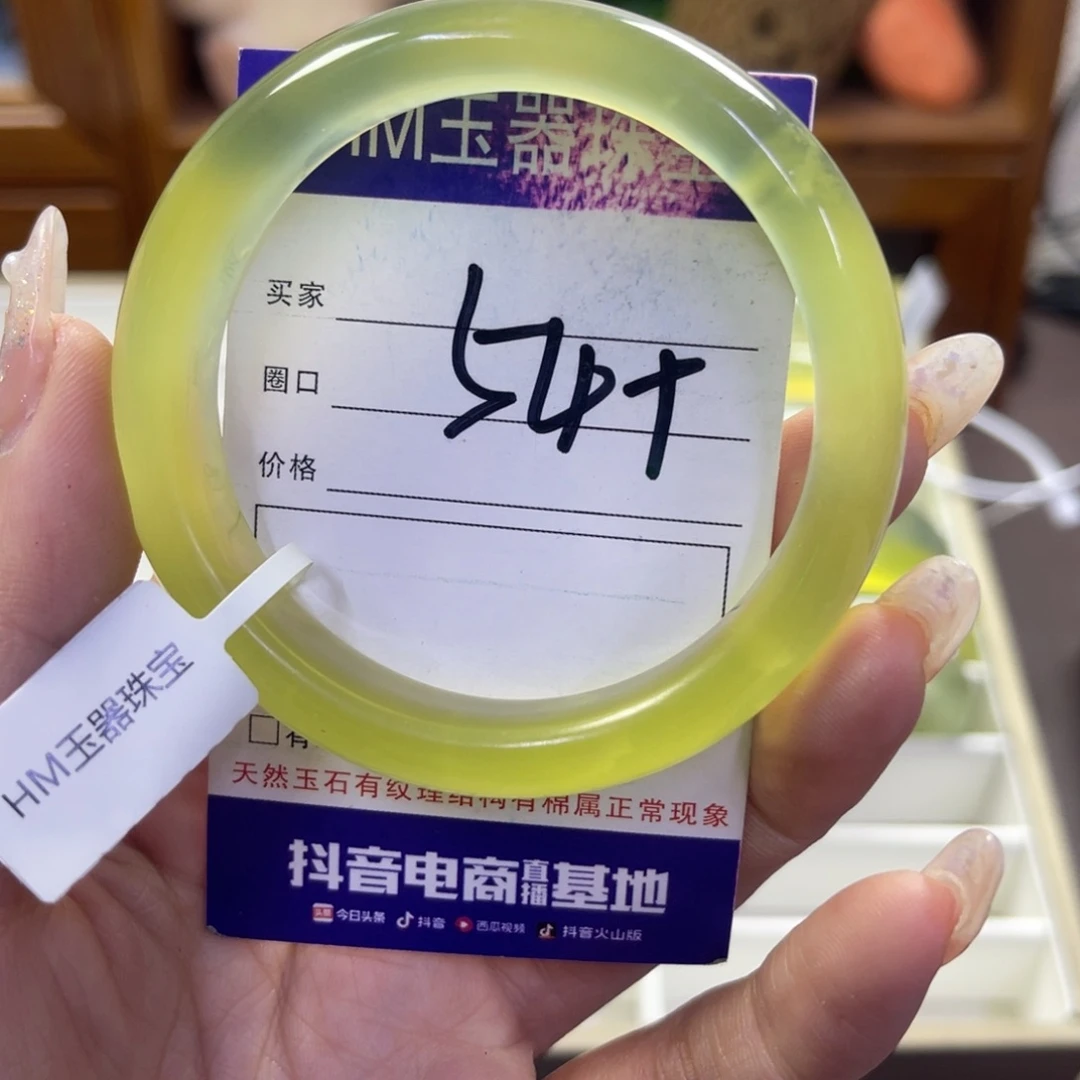 HM玉器珠宝
买家
圈口
54+
价格
有
天然玉石有纹理结构有棉属正常现象
抖音电商直播基地
今日头条 抖音 西瓜视频 抖音火山版
HM玉器珠宝